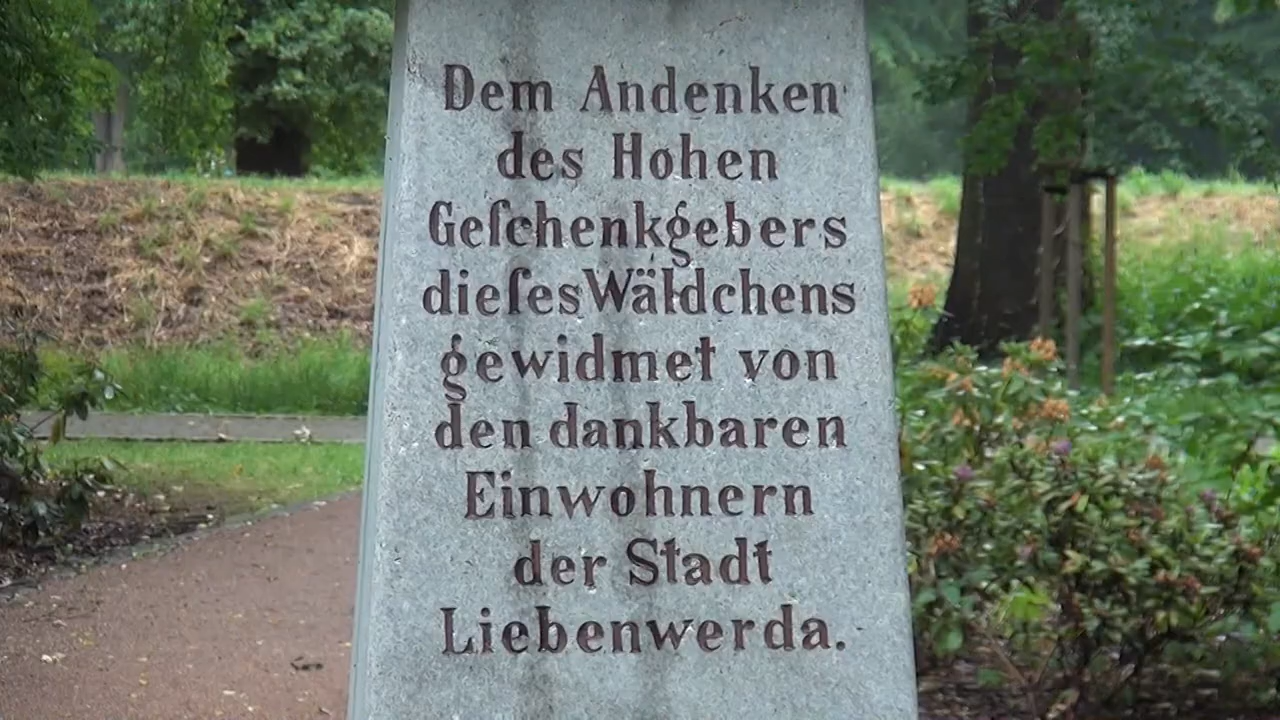 Dem Andenken
des Hohen
Geſchenkgebers
dieſes Wäldchens
gewidmet von
den dankbaren
Einwohnern
der Stadt
Liebenwerda.